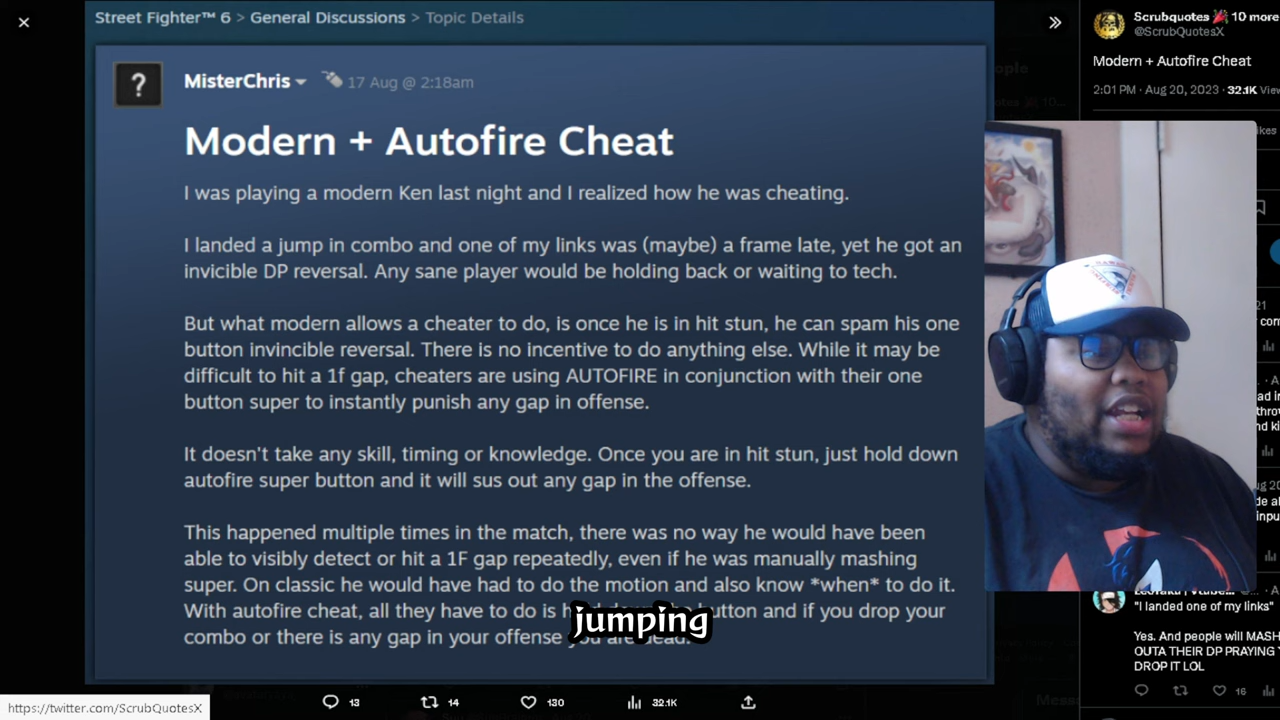 Street Fighter™ 6 > General Discussions > Topic Details
MisterChris
17 Aug @ 2:18am
Modern + Autofire Cheat
I was playing a modern Ken last night and I realized how he was cheating.
I landed a jump in combo and one of my links was (maybe) a frame late, yet he got an
invicible DP reversal. Any sane player would be holding back or waiting to tech.
But what modern allows a cheater to do, is once he is in hit stun, he can spam his one
button invincible reversal. There is no incentive to do anything else. While it may be
difficult to hit a 1f gap, cheaters are using AUTOFIRE in conjunction with their one
button super to instantly punish any gap in offense.
It doesn't take any skill, timing or knowledge. Once you are in hit stun, just hold down
autofire super button and it will sus out any gap in the offense.
This happened multiple times in the match, there was no way he would have been
able to visibly detect or hit a 1F gap repeatedly, even if he was manually mashing
super. On classic he would have had to do the motion and also know *when* to do it.
With autofire cheat, all they have to do is button and if you drop your
combo or there is any gap in your offense you are dead.
jumping
13 14 130 32.1K
https://twitter.com/ScrubQuotesX
Scrubquotes 10 more
@ScrubQuotesX
Modern + Autofire Cheat
2:01 PM · Aug 20, 2023 · 32.1K View
"I landed one of my links"
Yes. And people will MASH
OUTA THEIR DP PRAYING
DROP IT LOL
16